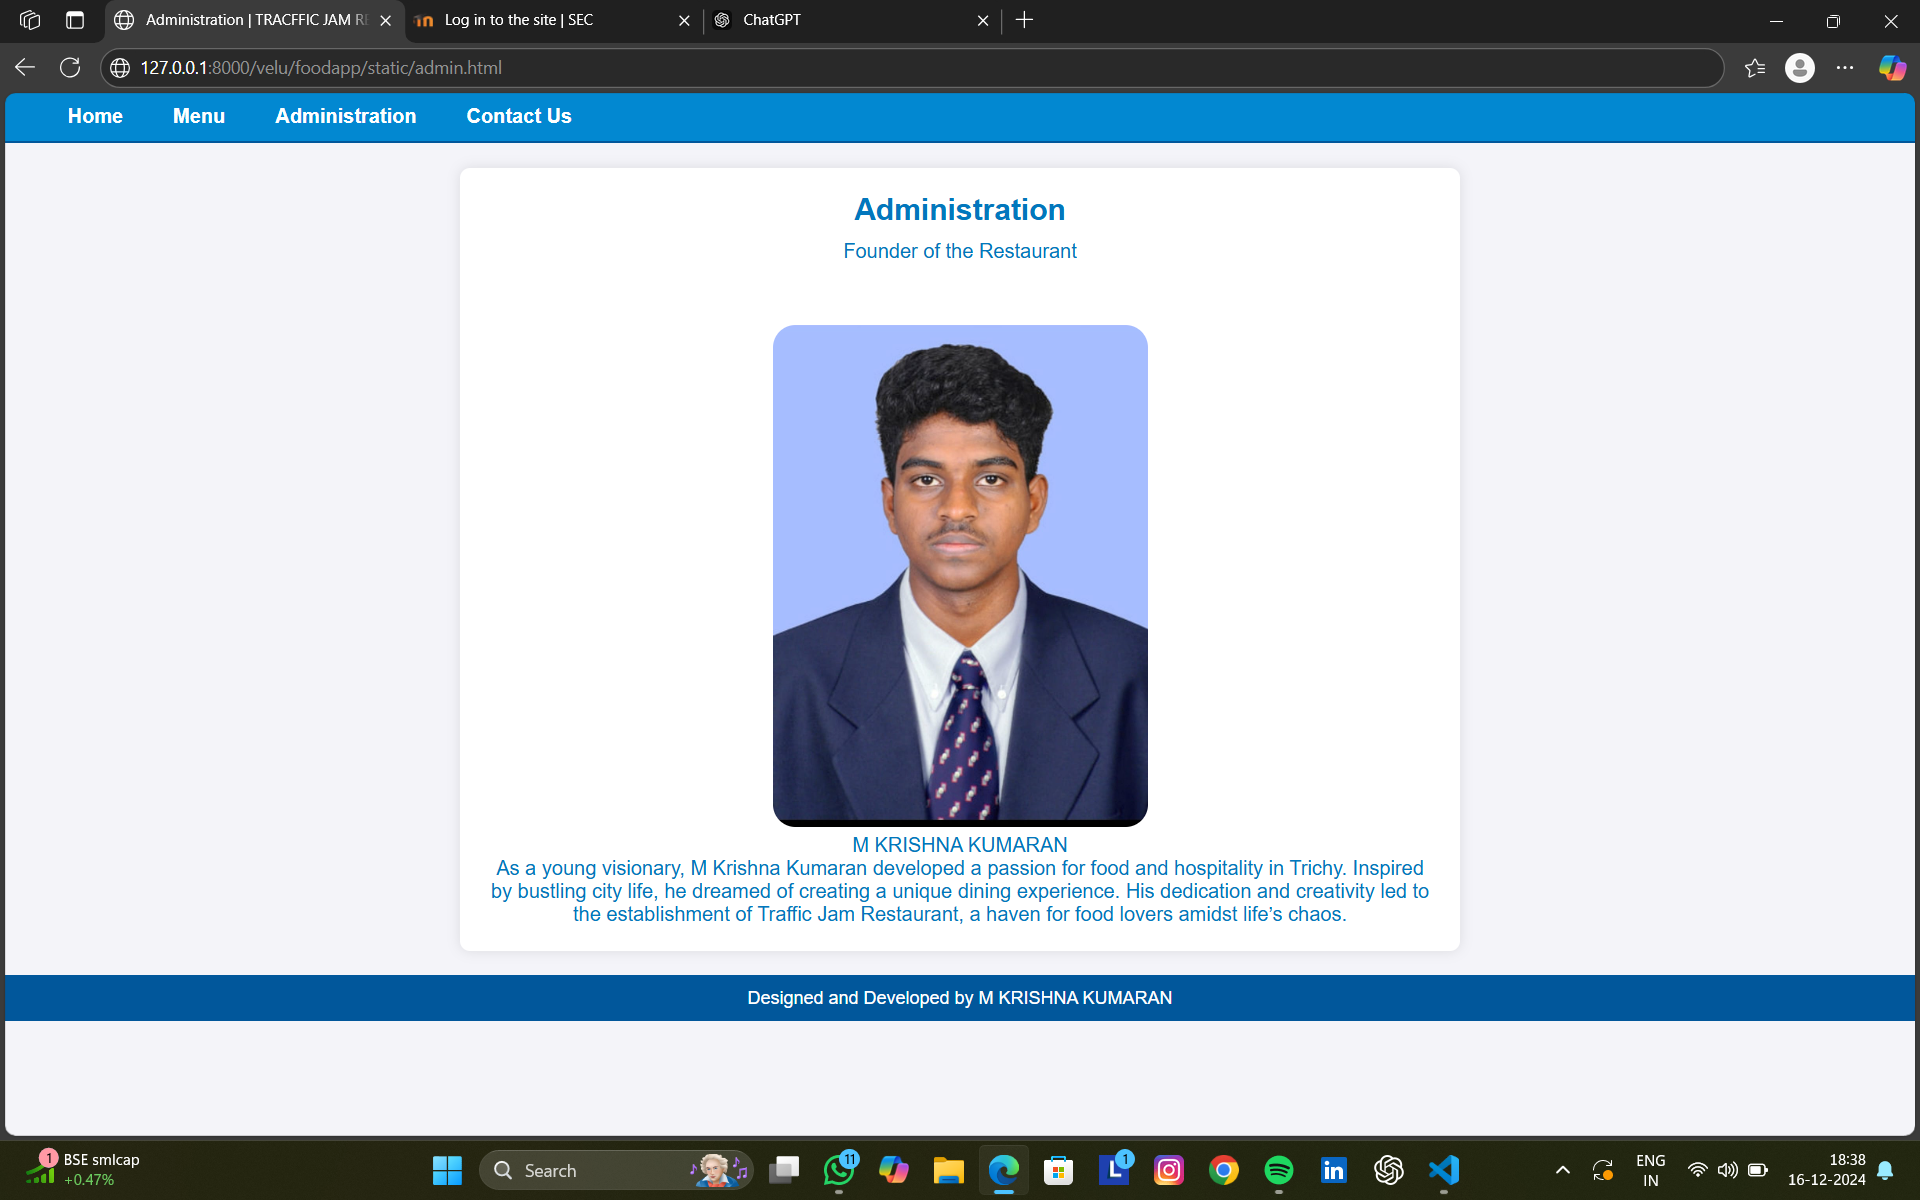 Administration | TRACFFIC JAM RE
Log in to the site | SEC
ChatGPT
127.0.0.1:8000/velu/foodapp/static/admin.html
Home
Menu
Administration
Contact Us
Administration
Founder of the Restaurant
M KRISHNA KUMARAN
As a young visionary, M Krishna Kumaran developed a passion for food and hospitality in Trichy. Inspired
by bustling city life, he dreamed of creating a unique dining experience. His dedication and creativity led to
the establishment of Traffic Jam Restaurant, a haven for food lovers amidst life’s chaos.
Designed and Developed by M KRISHNA KUMARAN
1
BSE smlcap
+0.47%
Search
11
L
1
in
ENG
IN
18:38
16-12-2024